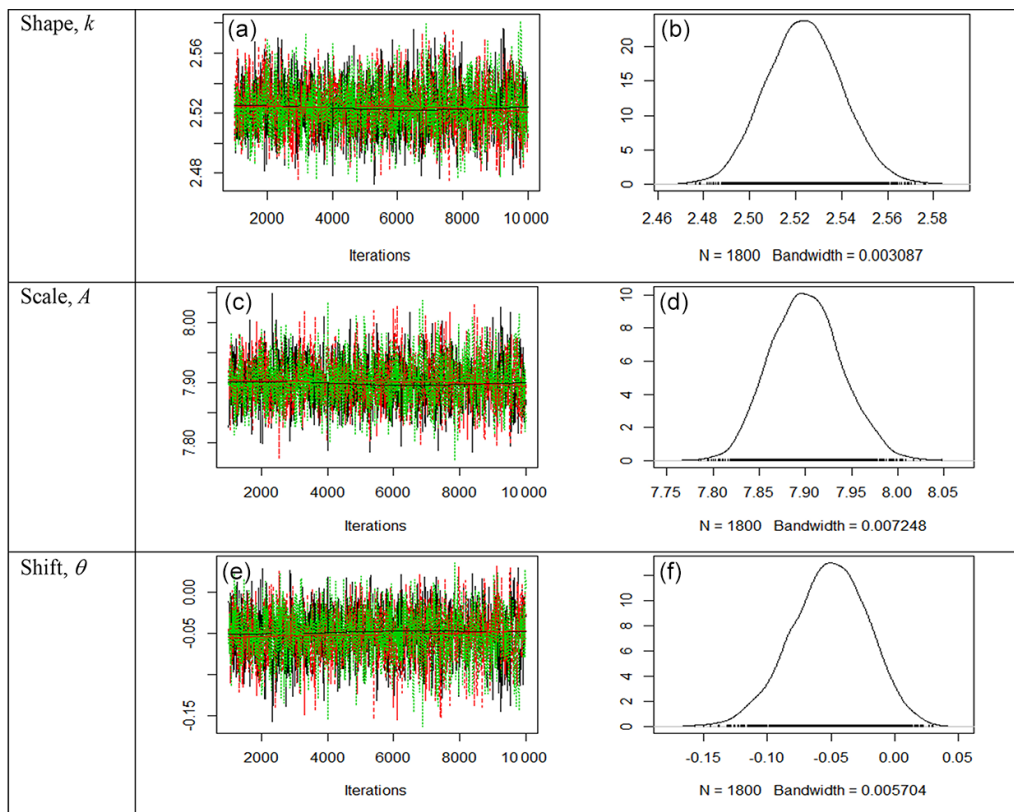 Shape, k
(a)
2.56
2.52
2.48
2000 4000 6000 8000 10 000
Iterations
(b)
20
15
10
5
0
2.46 2.48 2.50 2.52 2.54 2.56 2.58
N = 1800 Bandwidth = 0.003087
Scale, A
(c)
8.00
7.90
7.80
2000 4000 6000 8000 10 000
Iterations
(d)
10
8
6
4
2
0
7.75 7.80 7.85 7.90 7.95 8.00 8.05
N = 1800 Bandwidth = 0.007248
Shift, θ
(e)
0.00
-0.05
-0.15
2000 4000 6000 8000 10 000
Iterations
(f)
10
8
6
4
2
0
-0.15 -0.10 -0.05 0.00 0.05
N = 1800 Bandwidth = 0.005704